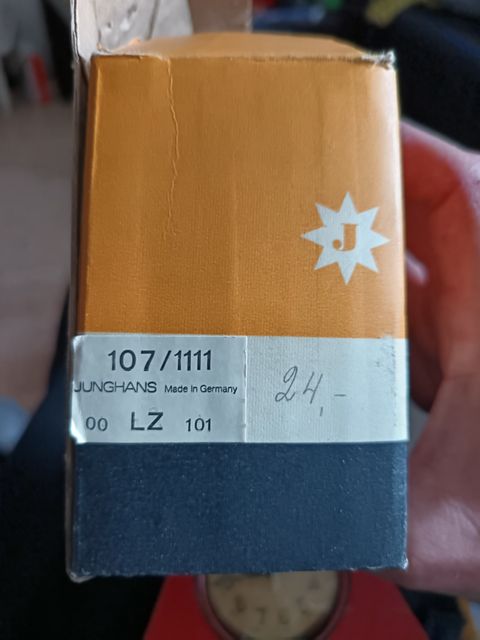 J
107/1111
JUNGHANS Made in Germany
00 LZ 101
24,-